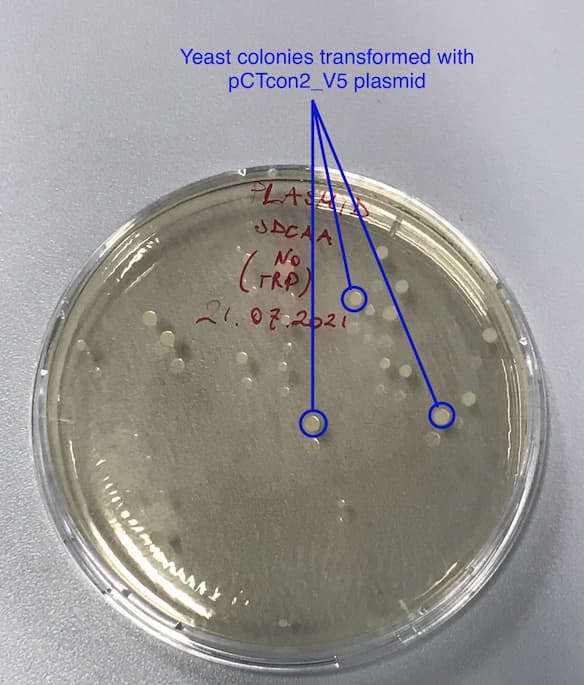 Yeast colonies transformed with
pCTcon2_V5 plasmid
PLASMID
SDCAA
(NO
TRP)
21.07.2021